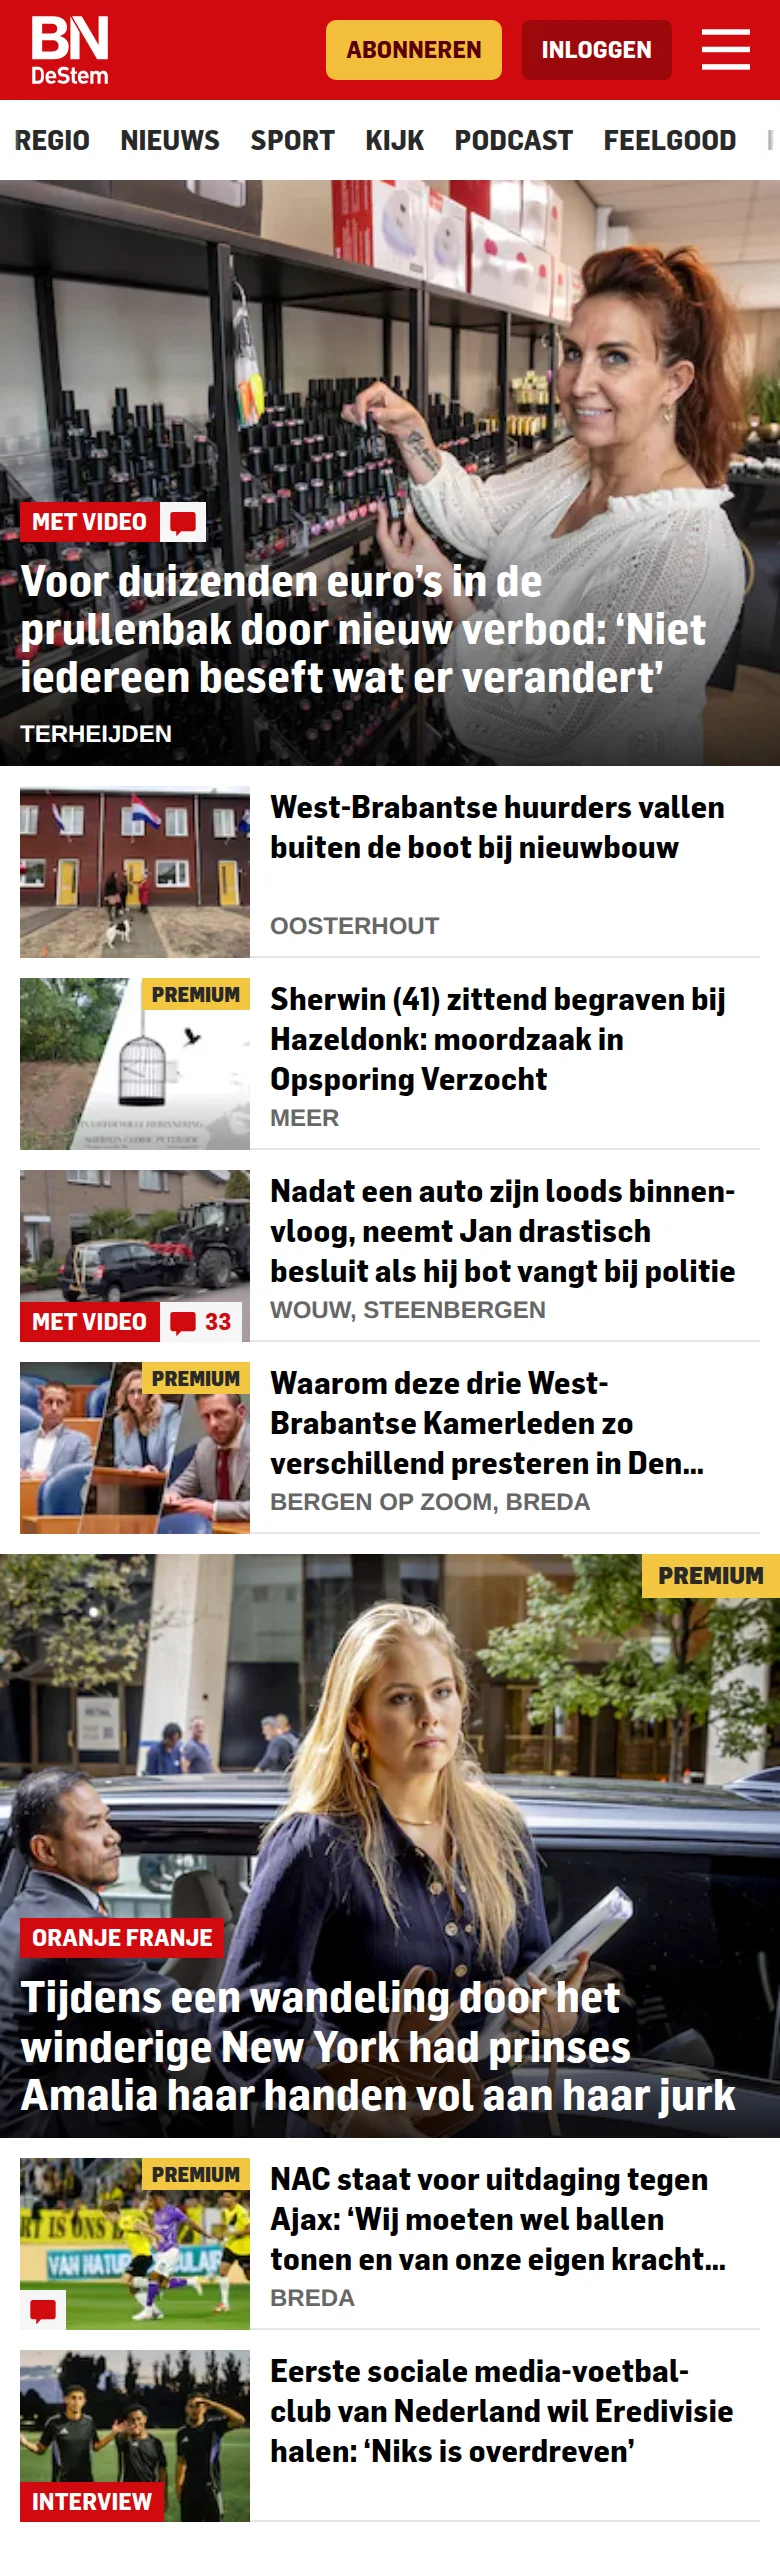 BN
DeStem
ABONNEREN
INLOGGEN
REGIO NIEUWS SPORT KIJK PODCAST FEELGOOD
MET VIDEO
Voor duizenden euro’s in de
prullenbak door nieuw verbod: ‘Niet
iedereen beseft wat er verandert’
TERHEIJDEN
West-Brabantse huurders vallen
buiten de boot bij nieuwbouw
OOSTERHOUT
PREMIUM
Sherwin (41) zittend begraven bij
Hazeldonk: moordzaak in
Opsporing Verzocht
MEER
MET VIDEO
33
Nadat een auto zijn loods binnen-
vloog, neemt Jan drastisch
besluit als hij bot vangt bij politie
WOUW, STEENBERGEN
PREMIUM
Waarom deze drie West-
Brabantse Kamerleden zo
verschillend presteren in Den...
BERGEN OP ZOOM, BREDA
PREMIUM
ORANJE FRANJE
Tijdens een wandeling door het
winderige New York had prinses
Amalia haar handen vol aan haar jurk
PREMIUM
NAC staat voor uitdaging tegen
Ajax: ‘Wij moeten wel ballen
tonen en van onze eigen kracht...
BREDA
Eerste sociale media-voetbal-
club van Nederland wil Eredivisie
halen: ‘Niks is overdreven’
INTERVIEW